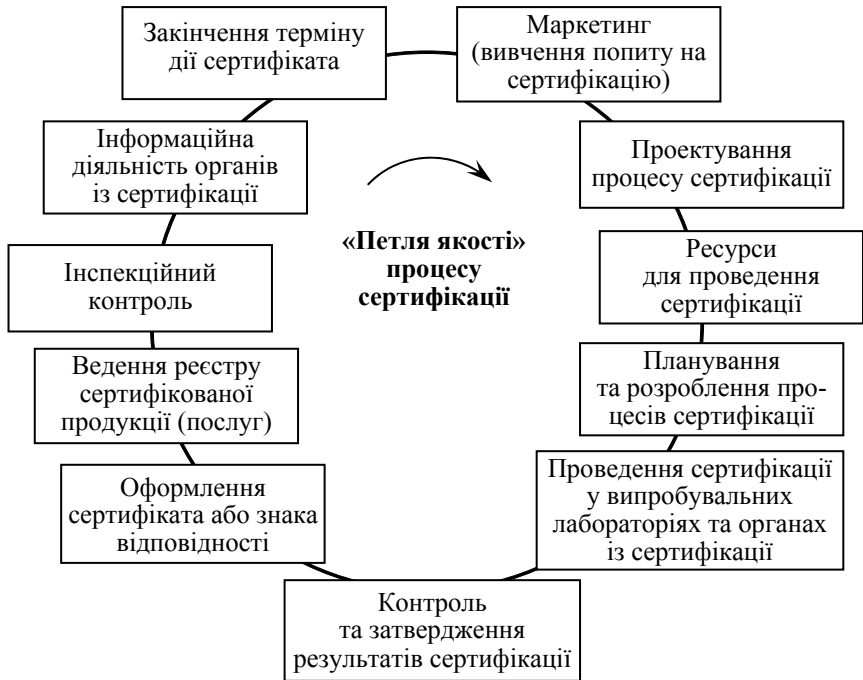 Закінчення терміну
дії сертифіката
Маркетинг
(вивчення попиту на
сертифікацію)
Інформаційна
діяльність органів
із сертифікації
Проектування
процесу сертифікації
«Петля якості»
процесу
сертифікації
Інспекційний
контроль
Ресурси
для проведення
сертифікації
Ведення реєстру
сертифікованої
продукції (послуг)
Планування
та розроблення про-
цесів сертифікації
Оформлення
сертифіката або знака
відповідності
Проведення сертифікації
у випробувальних
лабораторіях та органах
із сертифікації
Контроль
та затвердження
результатів сертифікації